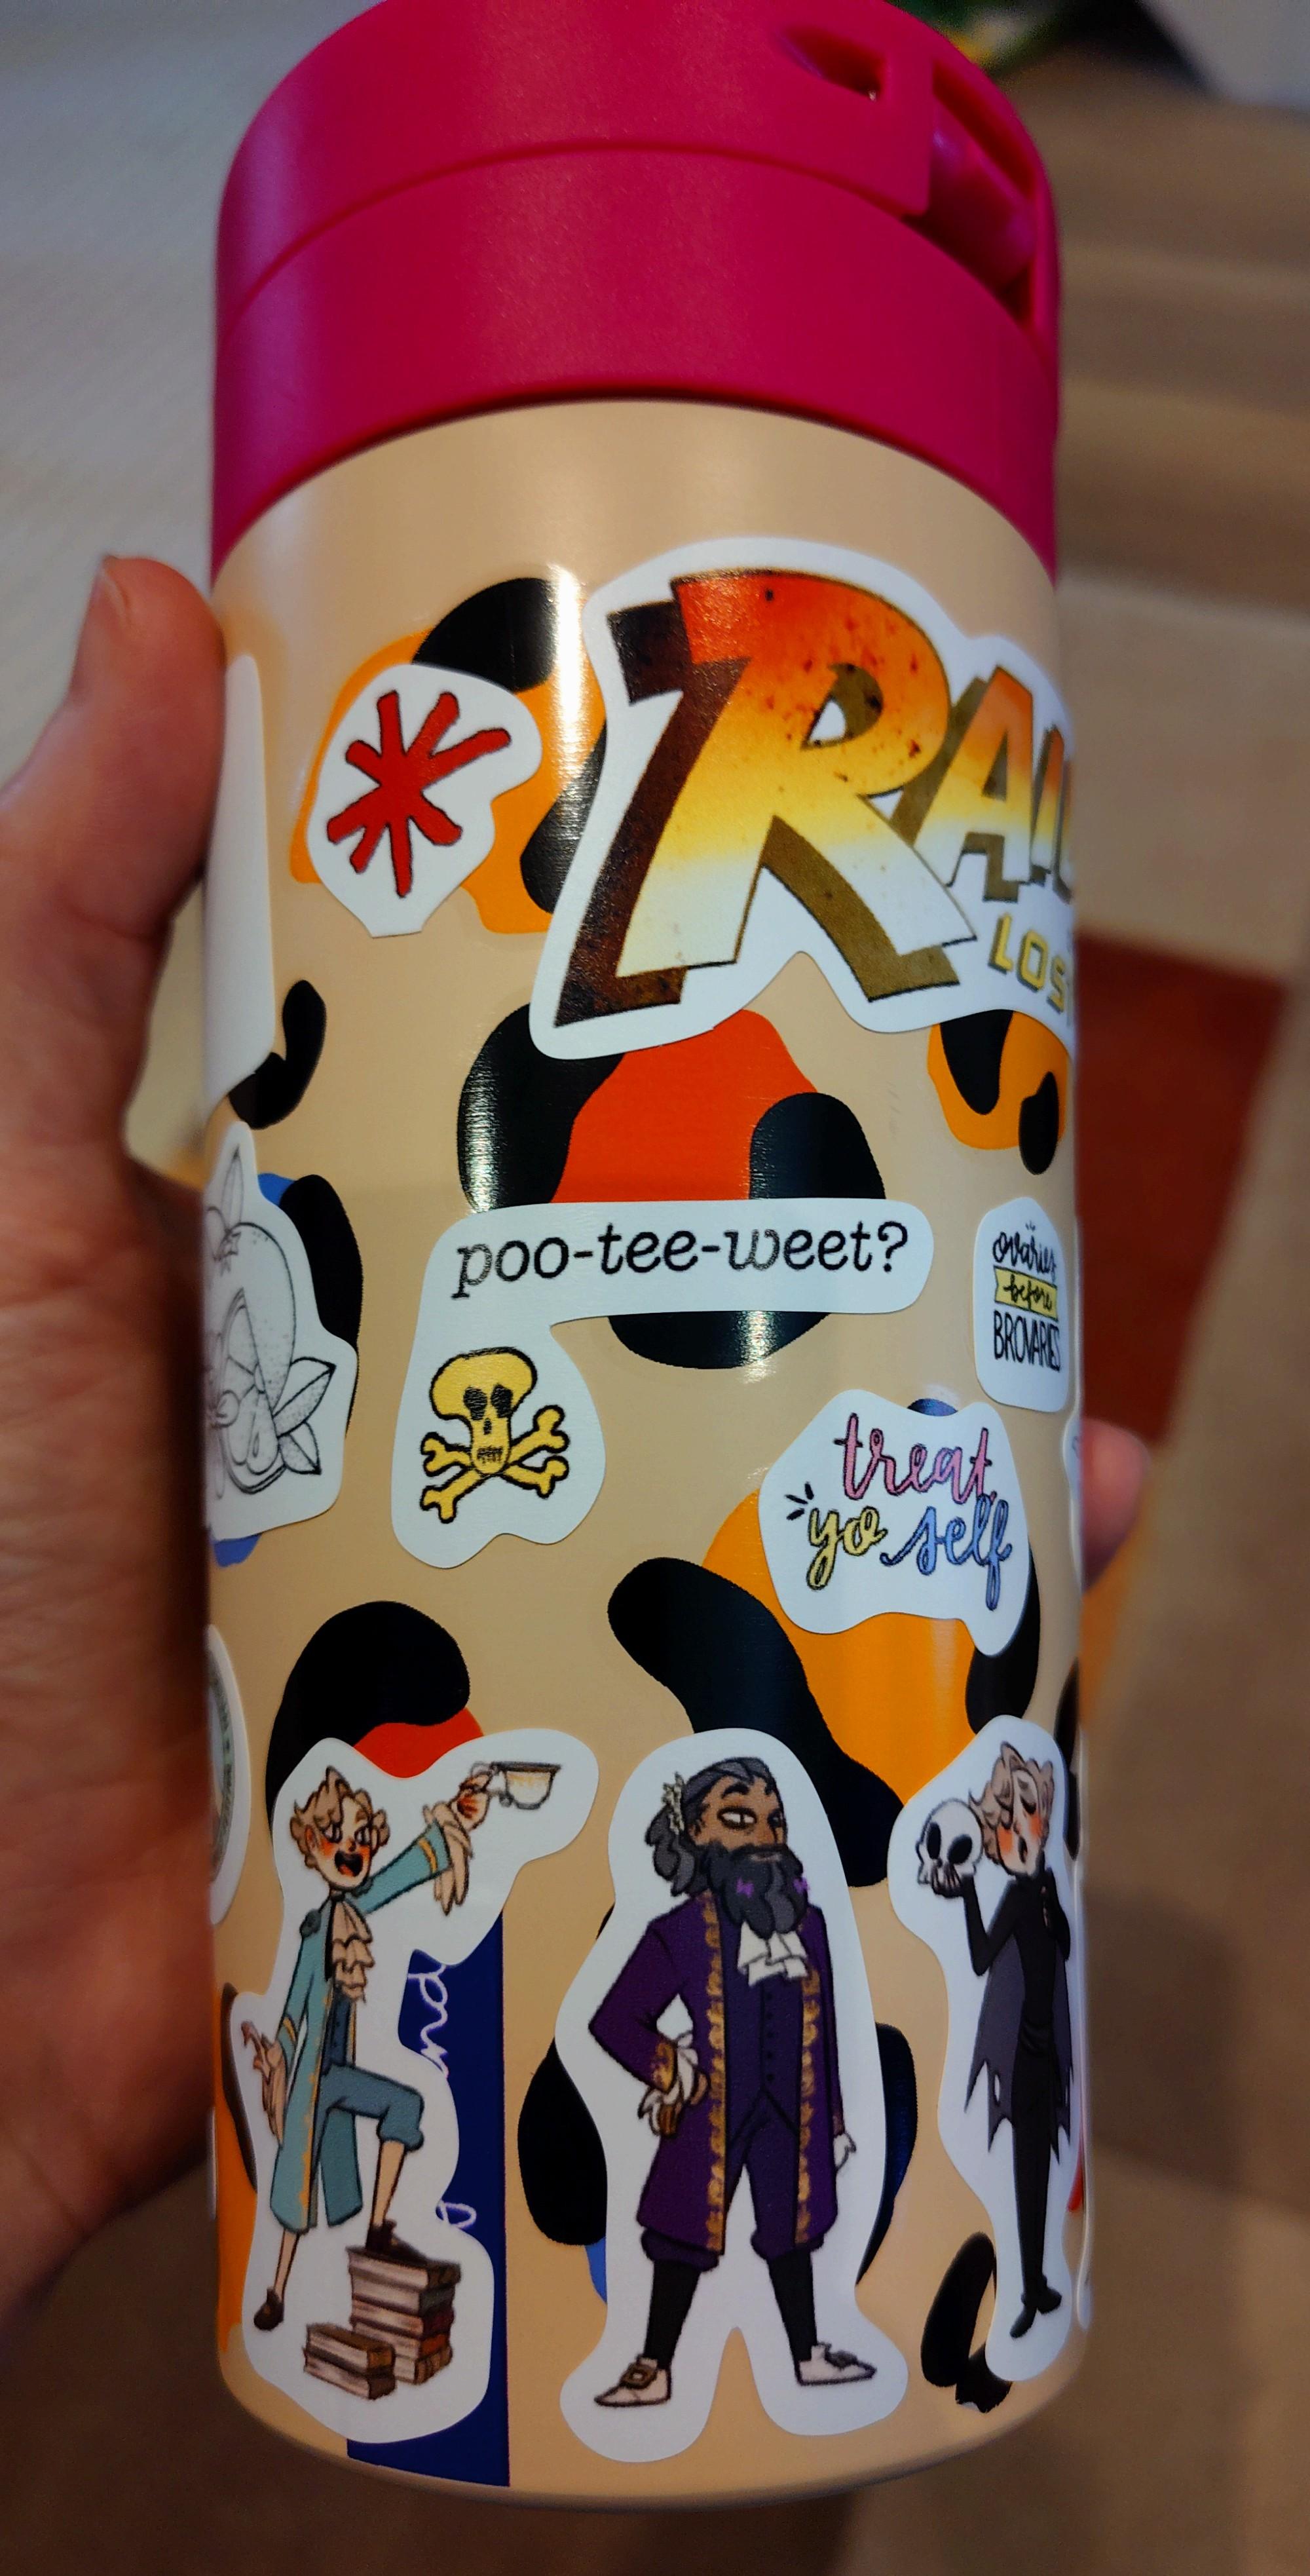 RAI
LOS
poo-tee-weet?
ovaries
before
BROVARIES
treat
yo self